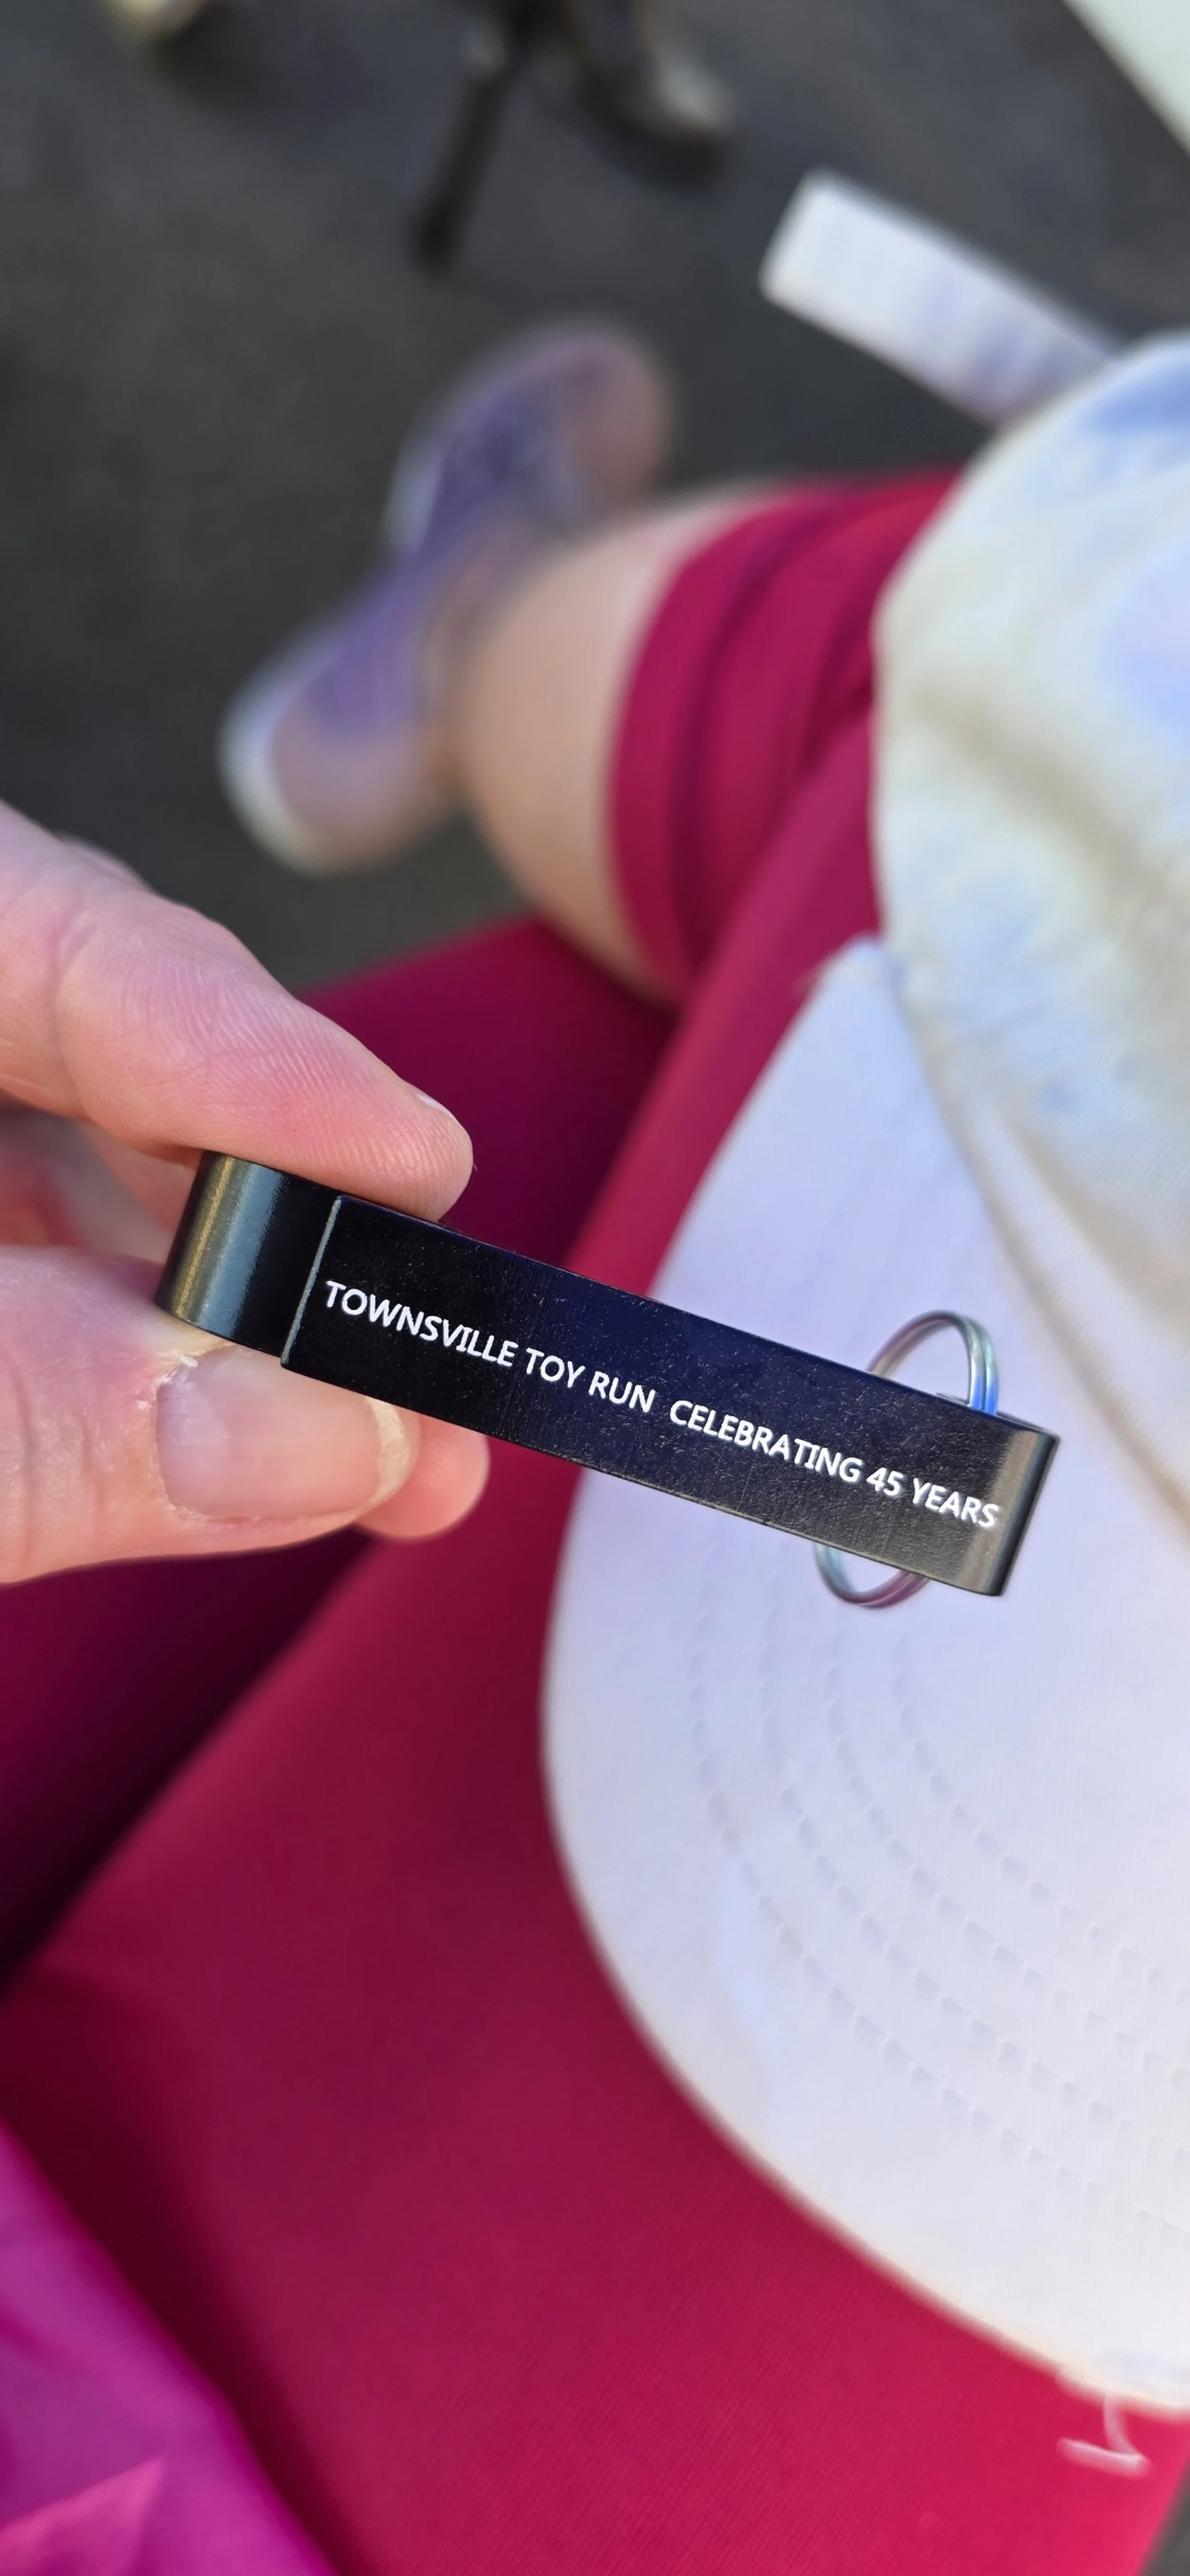 TOWNSVILLE TOY RUN  CELEBRATING 45 YEARS